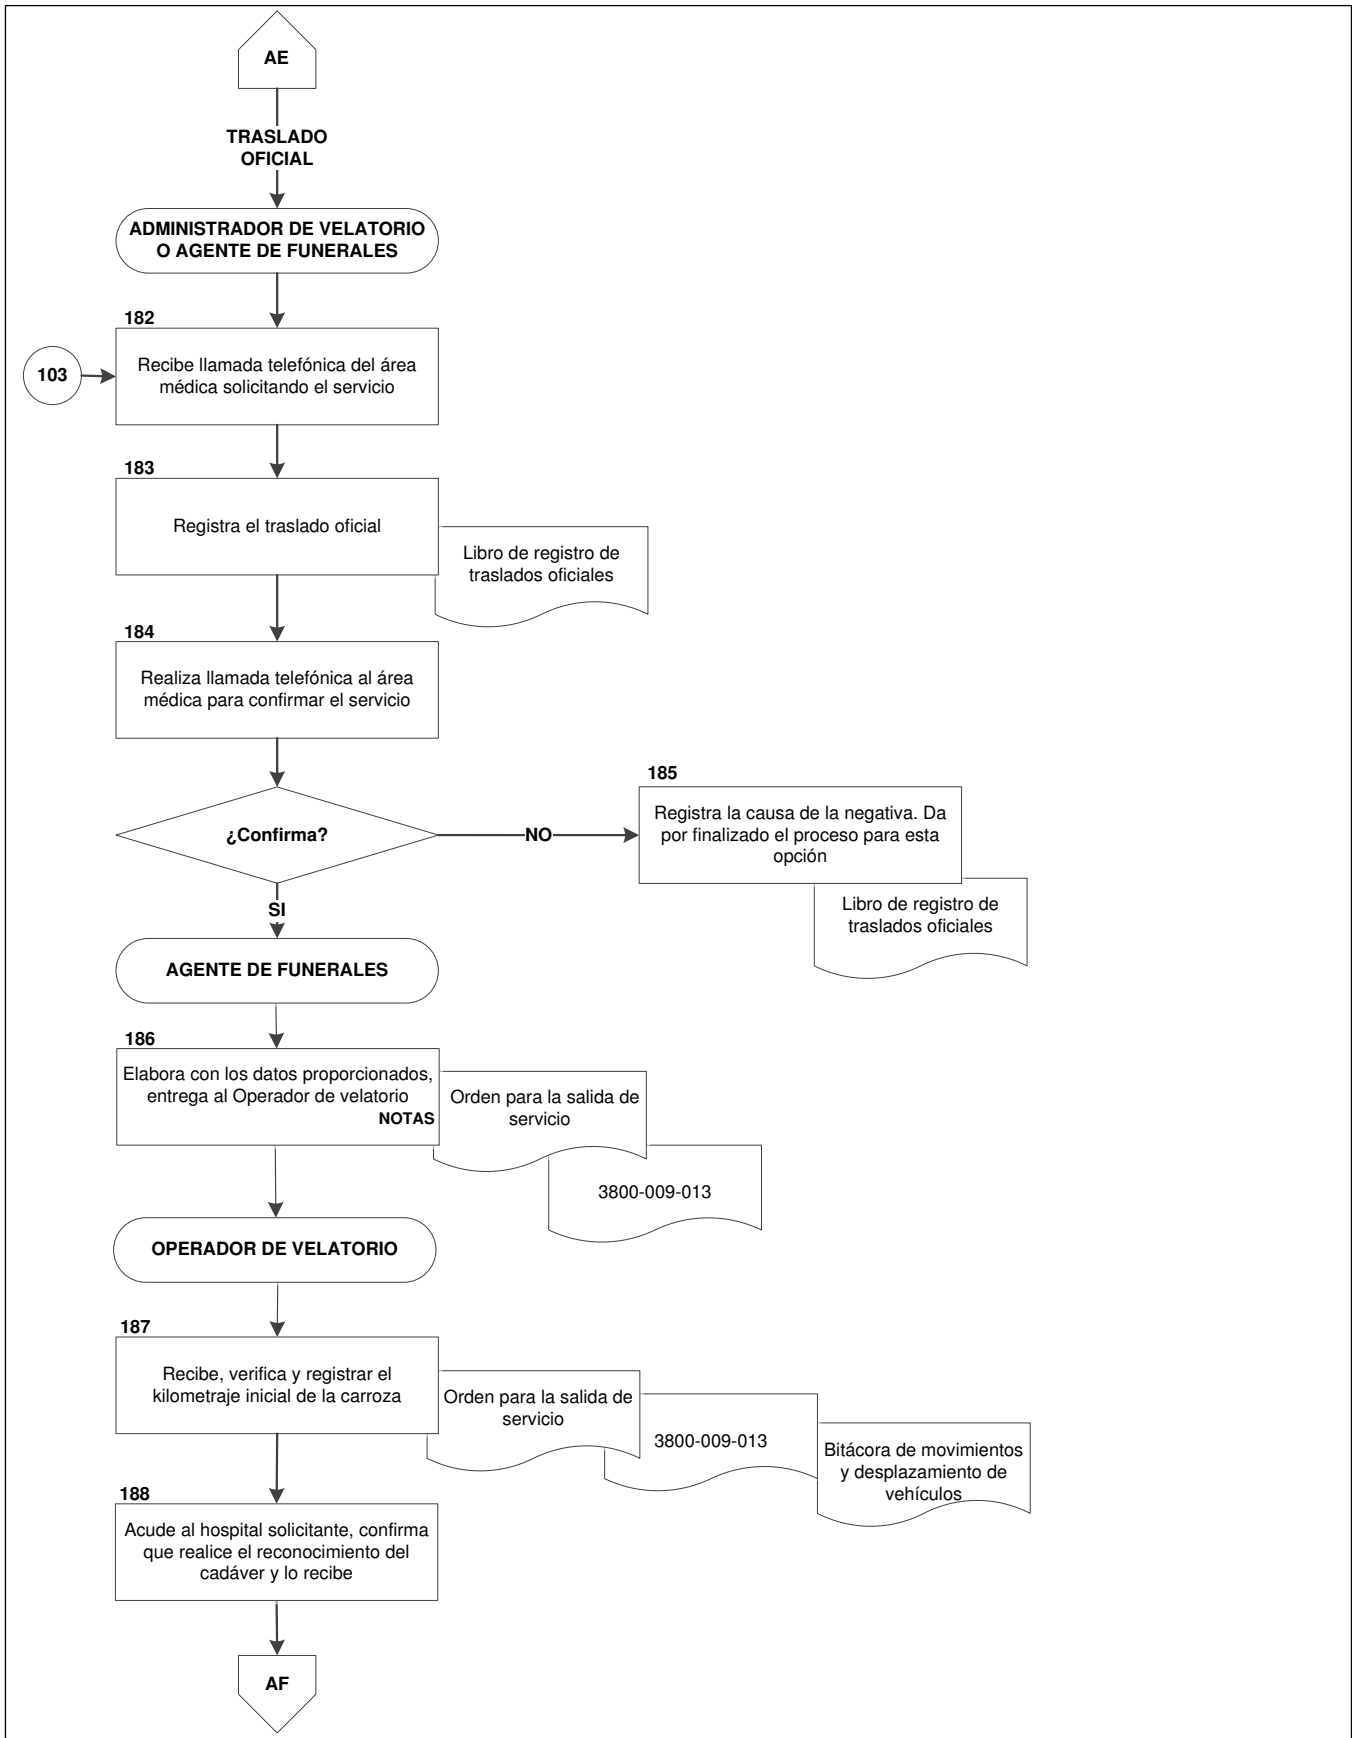 AE
TRASLADO
OFICIAL
ADMINISTRADOR DE VELATORIO
O AGENTE DE FUNERALES
182
103
Recibe llamada telefónica del área
médica solicitando el servicio
183
Registra el traslado oficial
Libro de registro de
traslados oficiales
184
Realiza llamada telefónica al área
médica para confirmar el servicio
¿Confirma?
NO
185
Registra la causa de la negativa. Da
por finalizado el proceso para esta
opción
Libro de registro de
traslados oficiales
SI
AGENTE DE FUNERALES
186
Elabora con los datos proporcionados,
entrega al Operador de velatorio
NOTAS
Orden para la salida de
servicio
3800-009-013
OPERADOR DE VELATORIO
187
Recibe, verifica y registrar el
kilometraje inicial de la carroza
Orden para la salida de
servicio
3800-009-013
Bitácora de movimientos
y desplazamiento de
vehículos
188
Acude al hospital solicitante, confirma
que realice el reconocimiento del
cadáver y lo recibe
AF